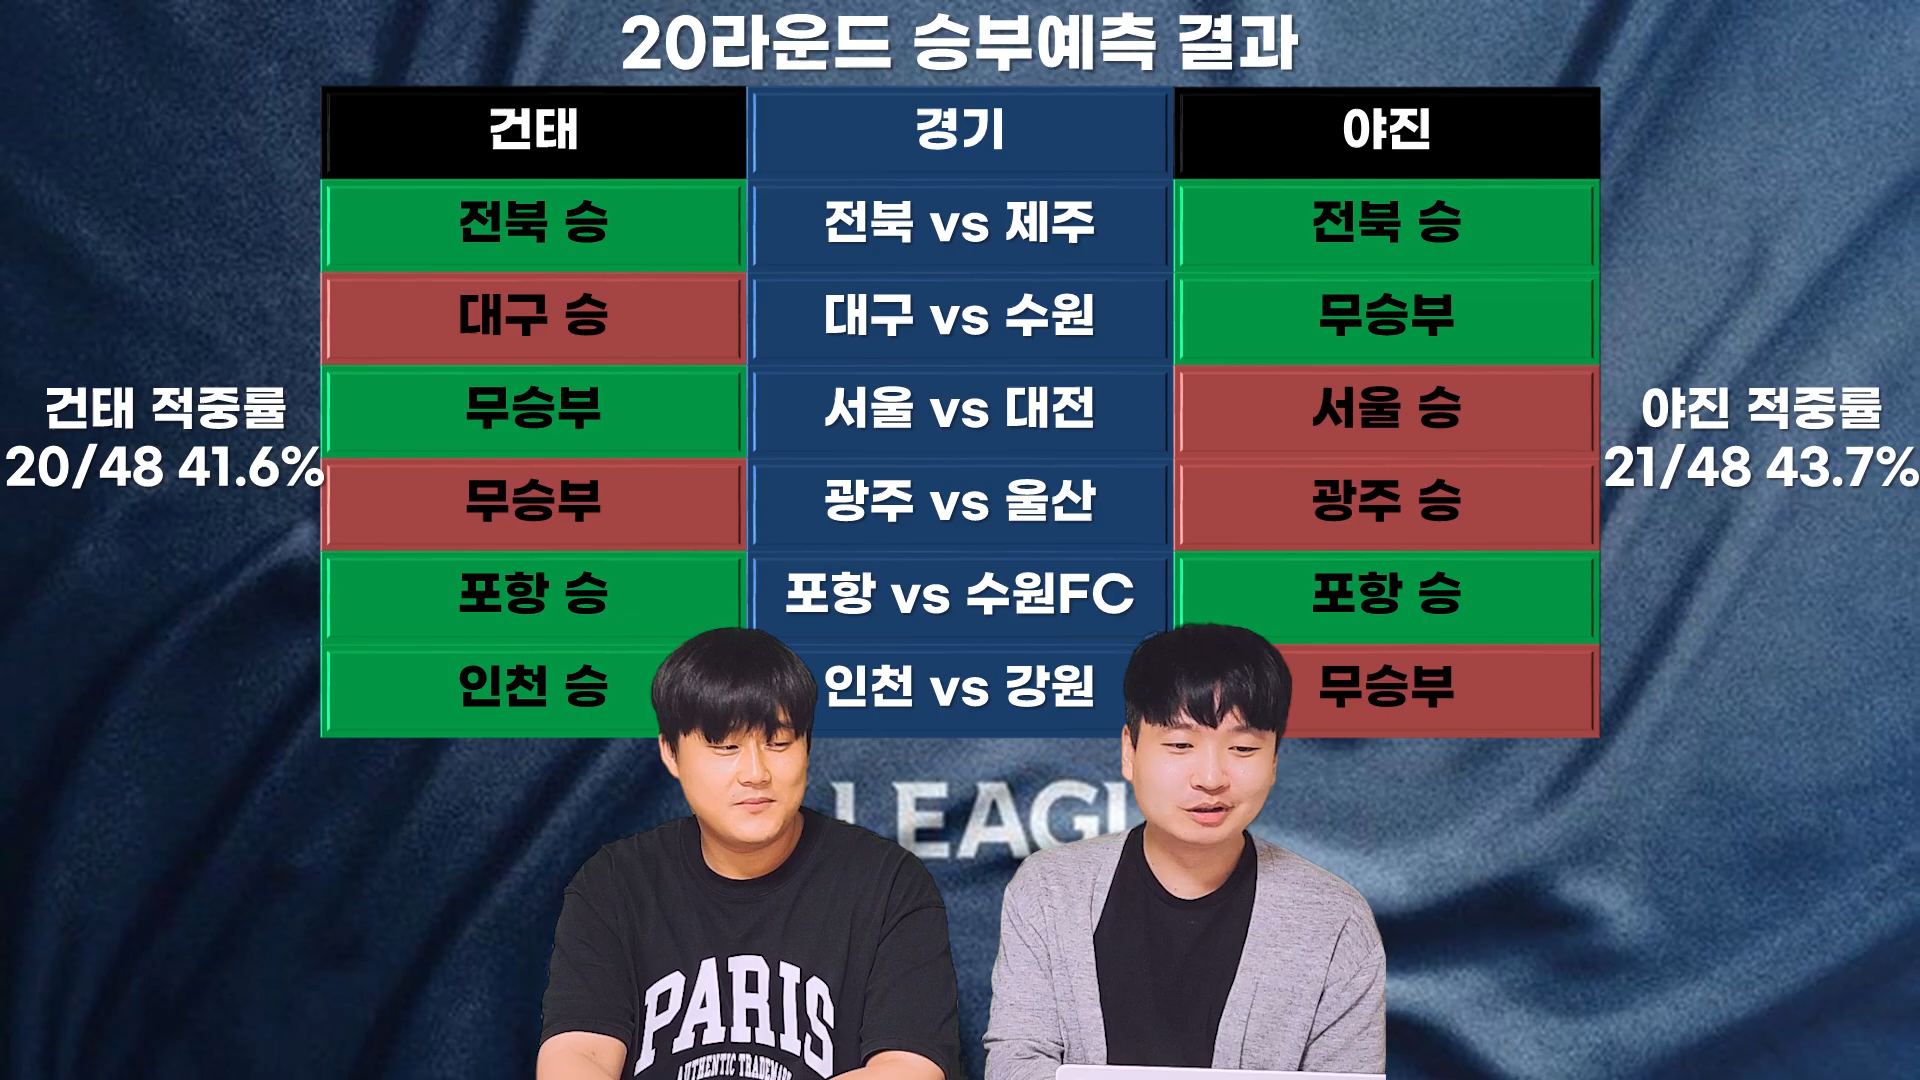 20라운드 승부예측 결과
건태 경기 야진
전북 승 전북 vs 제주 전북 승
대구 승 대구 vs 수원 무승부
무승부 서울 vs 대전 서울 승
무승부 광주 vs 울산 광주 승
포항 승 포항 vs 수원FC 포항 승
인천 승 인천 vs 강원 무승부
건태 적중률
20/48 41.6%
야진 적중률
21/48 43.7%
LEAGU
PARIS
AUTHENTIC TRADEMARK